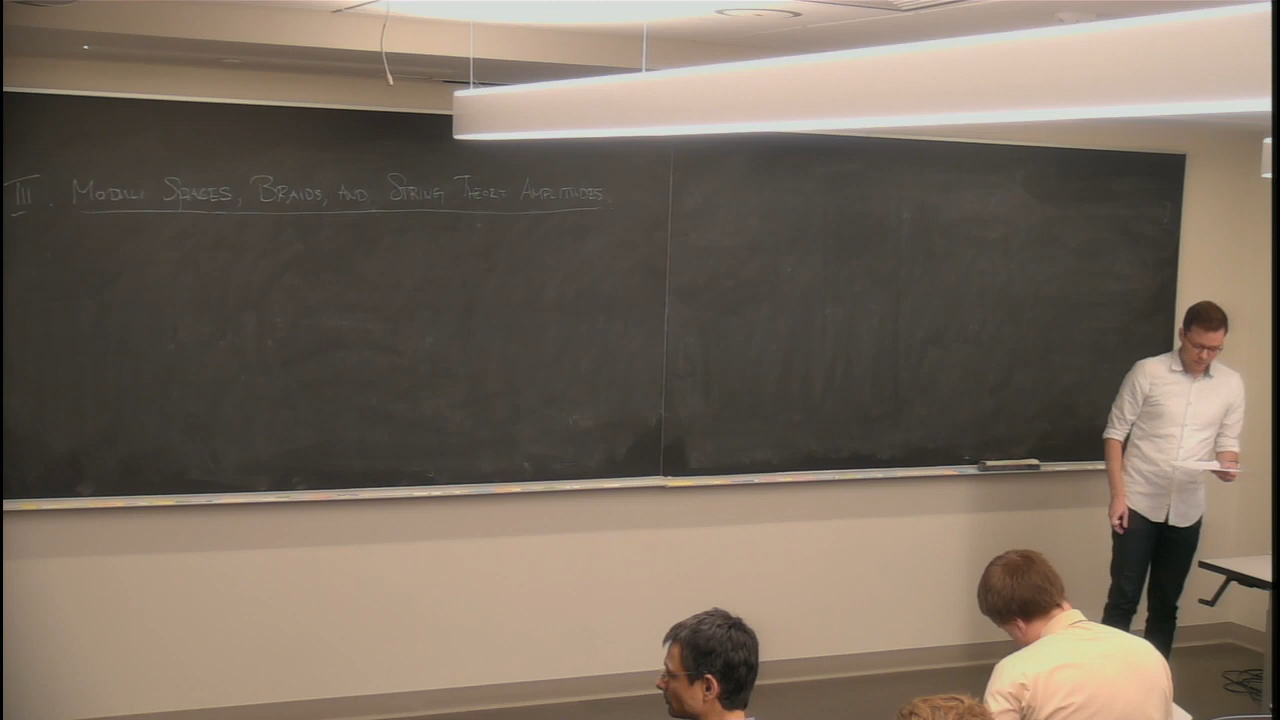 III. MODULI SPACES, BRAIDS, AND STRING THEORY AMPLITUDES.